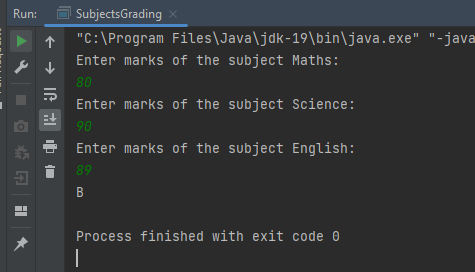 Run: SubjectsGrading
"C:\Program Files\Java\jdk-19\bin\java.exe" "-java
Enter marks of the subject Maths:
80
Enter marks of the subject Science:
90
Enter marks of the subject English:
89
B
Process finished with exit code 0